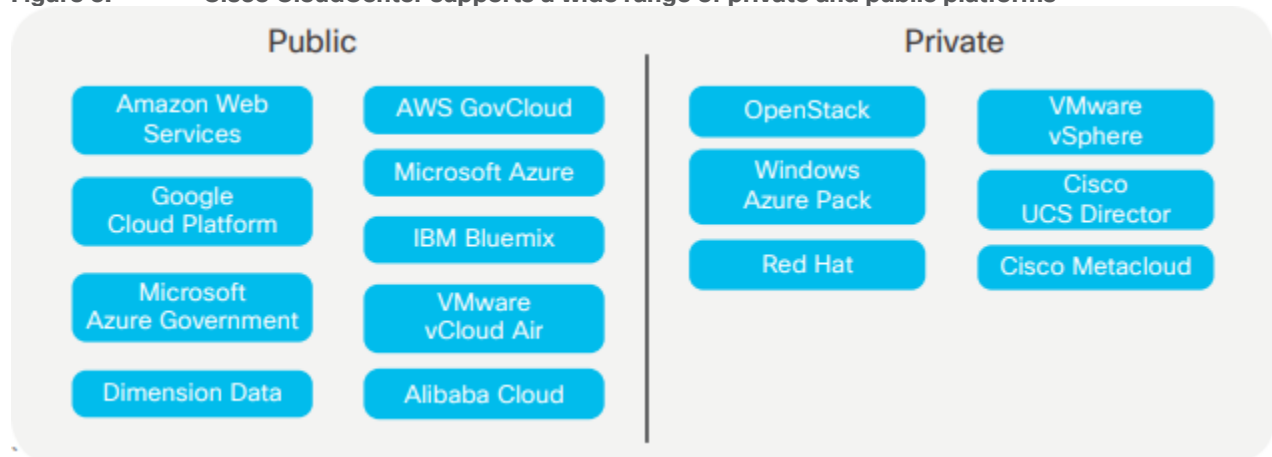 Public
Private
Amazon Web
Services
AWS GovCloud
Google
Cloud Platform
Microsoft Azure
IBM Bluemix
Microsoft
Azure Government
VMware
vCloud Air
Dimension Data
Alibaba Cloud
OpenStack
VMware
vSphere
Windows
Azure Pack
Cisco
UCS Director
Red Hat
Cisco Metacloud